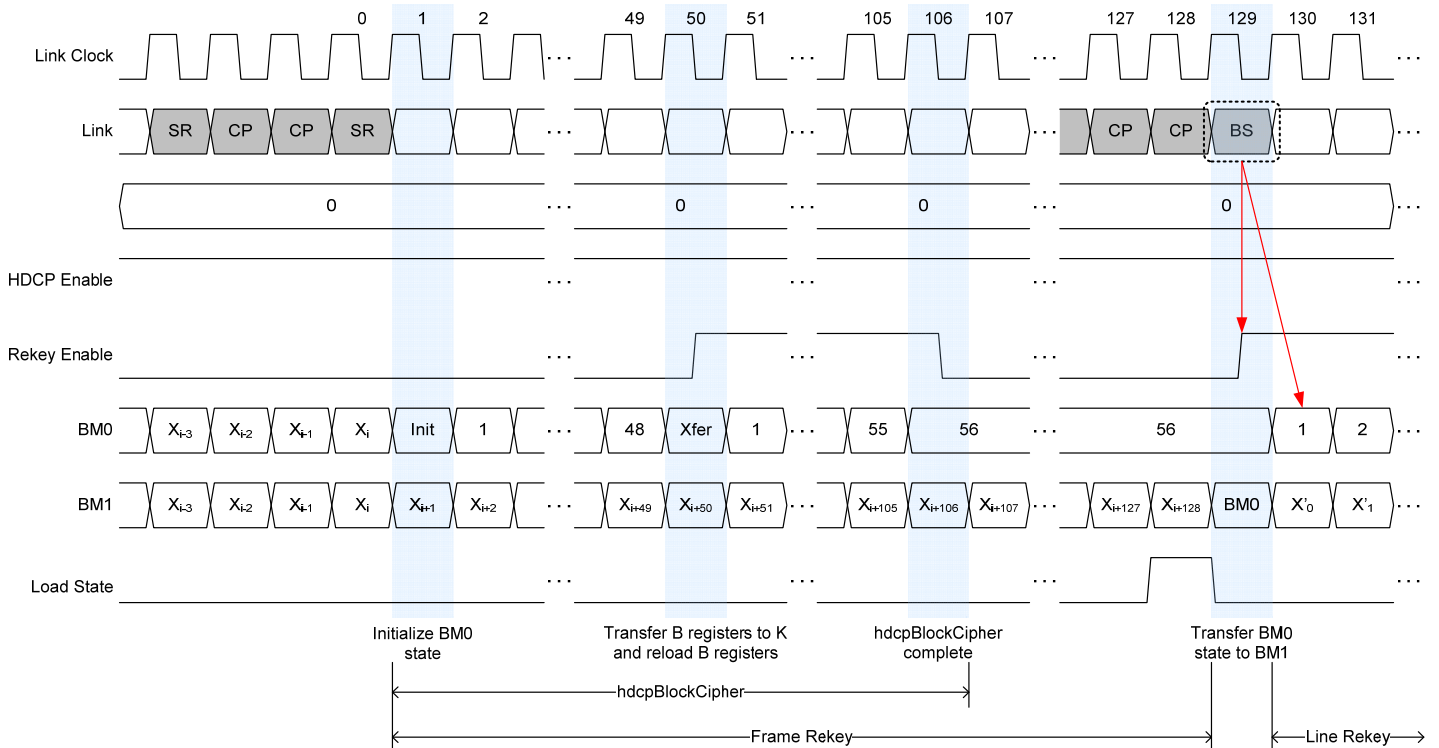 0 1 2 ... 49 50 51 ... 105 106 107 ... 127 128 129 130 131
Link Clock ... ... ... ...
Link SR CP CP SR ... ... ... CP CP BS ...
0 ... 0 ... 0 ... 0 ...
HDCP Enable ... ... ... ...
Rekey Enable ... ... ... ...
BM0 Xi-3 Xi-2 Xi-1 Xi Init 1 ... 48 Xfer 1 ... 55 56 ... 56 1 2 ...
BM1 Xi-3 Xi-2 Xi-1 Xi Xi+1 Xi+2 ... Xi+49 Xi+50 Xi+51 ... Xi+105 Xi+106 Xi+107 ... Xi+127 Xi+128 BM0 X'0 X'1 ...
Load State ... ... ... ...
Initialize BM0
state
Transfer B registers to K
and reload B registers
hdcpBlockCipher
complete
Transfer BM0
state to BM1
hdcpBlockCipher
Frame Rekey
Line Rekey